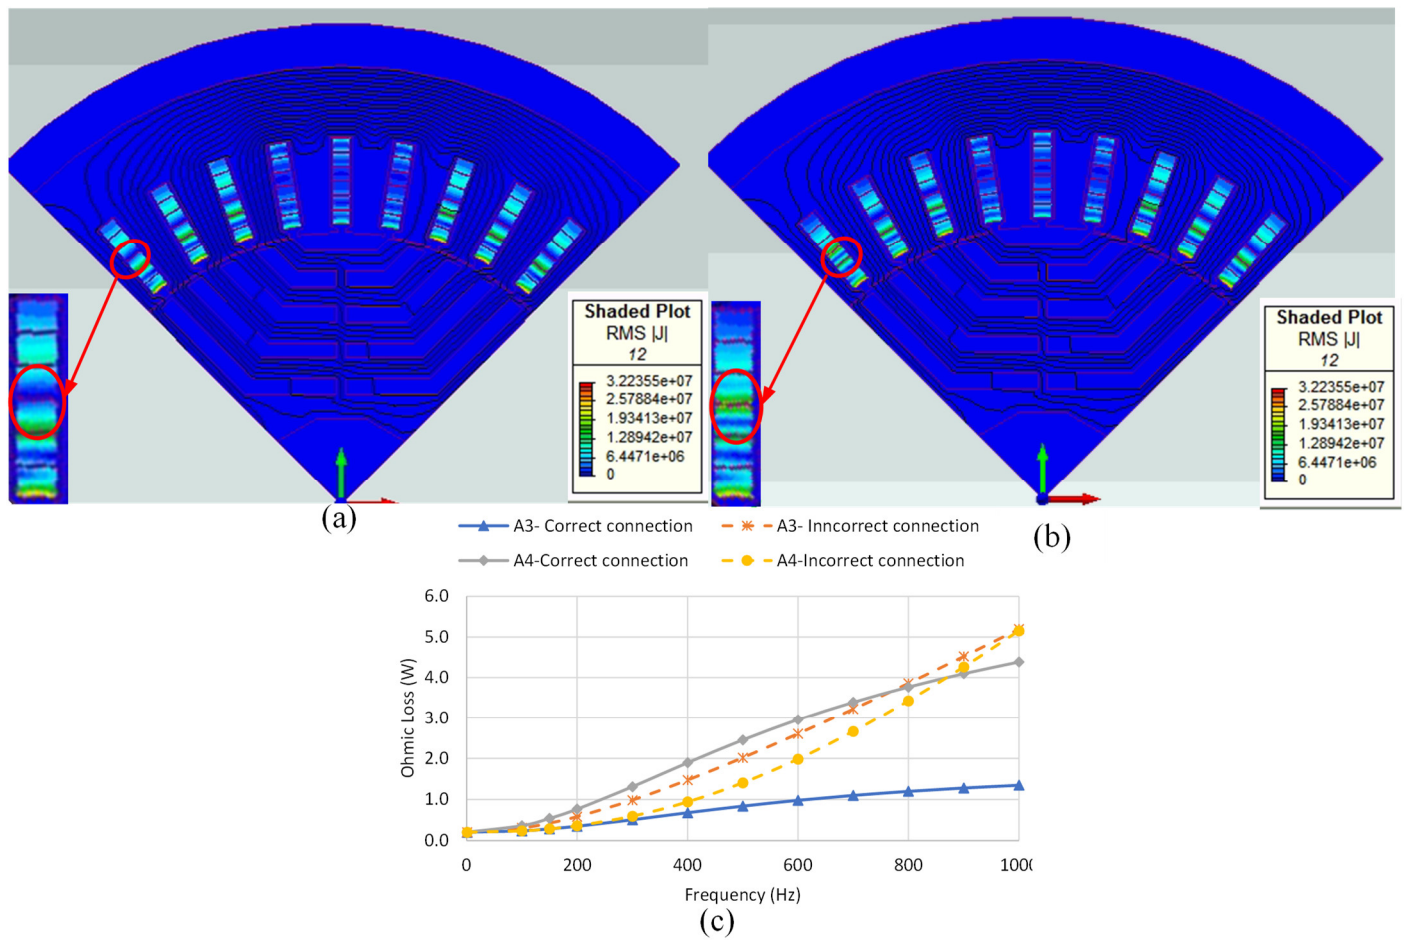 Shaded Plot
RMS |J|
12
3.22355e+07
2.57884e+07
1.93413e+07
1.28942e+07
6.4471e+06
0
(a)
Shaded Plot
RMS |J|
12
3.22355e+07
2.57884e+07
1.93413e+07
1.28942e+07
6.4471e+06
0
(b)
A3- Correct connection
A3- Inncorrect connection
A4-Correct connection
A4-Incorrect connection
6.0
5.0
4.0
3.0
2.0
1.0
0.0
Ohmic Loss (W)
0 200 400 600 800 1000
Frequency (Hz)
(c)